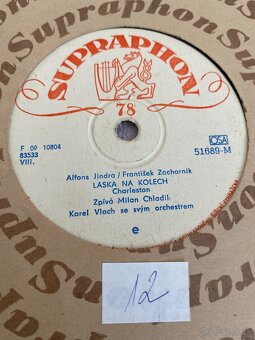 Supraphon
SUPRAPHON
78
F 09 10804
83533
VIII.
OSA
51689-M
Alfons Jindra / František Zacharník
LASKA NA KOLECH
Charleston
Zpívá Milan Chladil
Karel Vlach se svým orchestrem
e
12